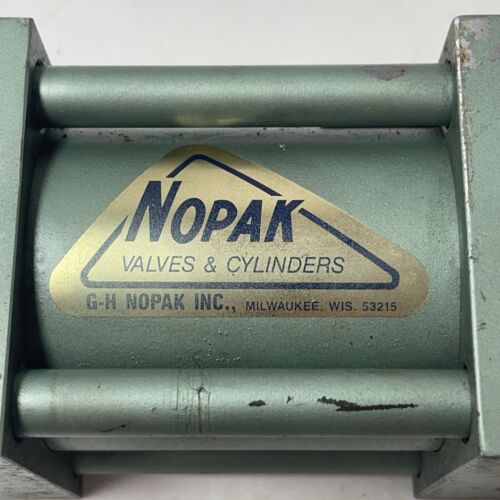 NOPAK
VALVES & CYLINDERS
G-H NOPAK INC., MILWAUKEE, WIS. 53215